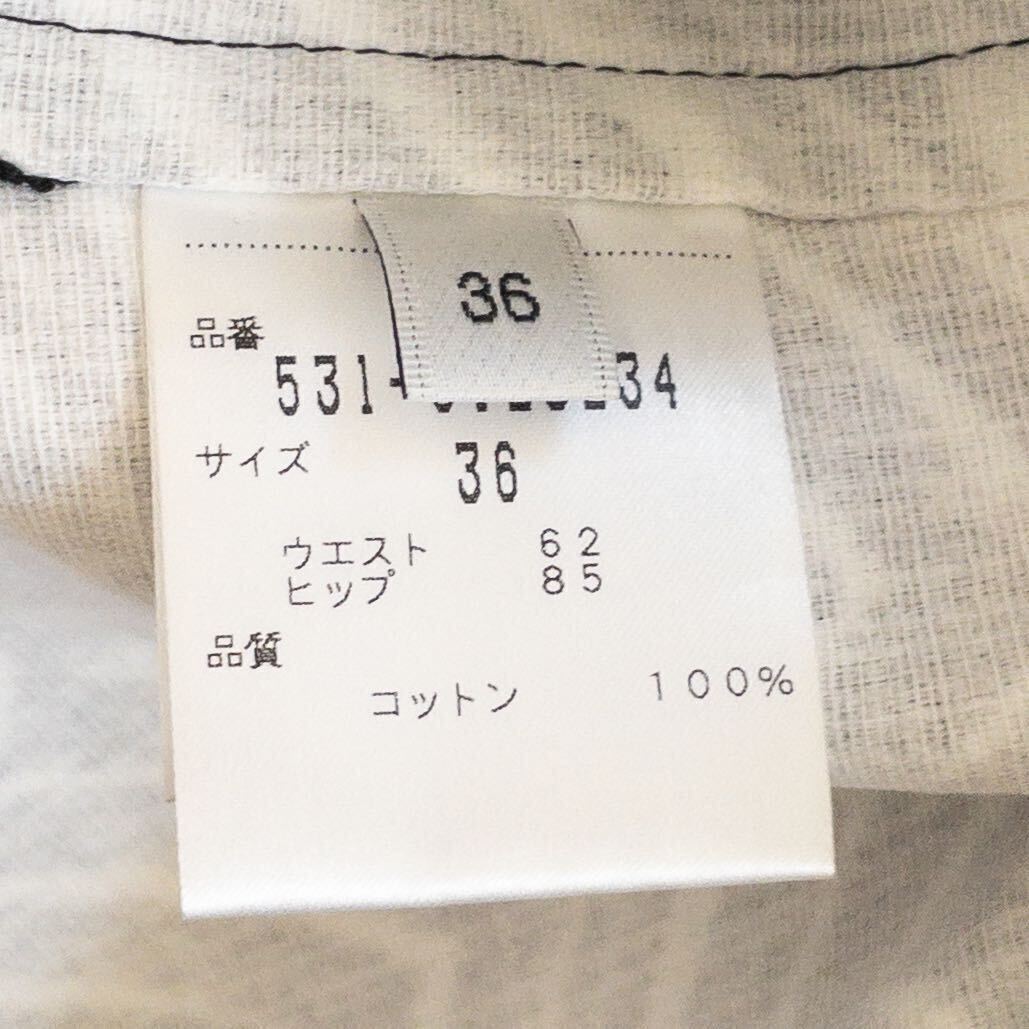 36
品番
531- 34
サイズ 36
ウエスト 62
ヒップ 85
品質
コットン 100%